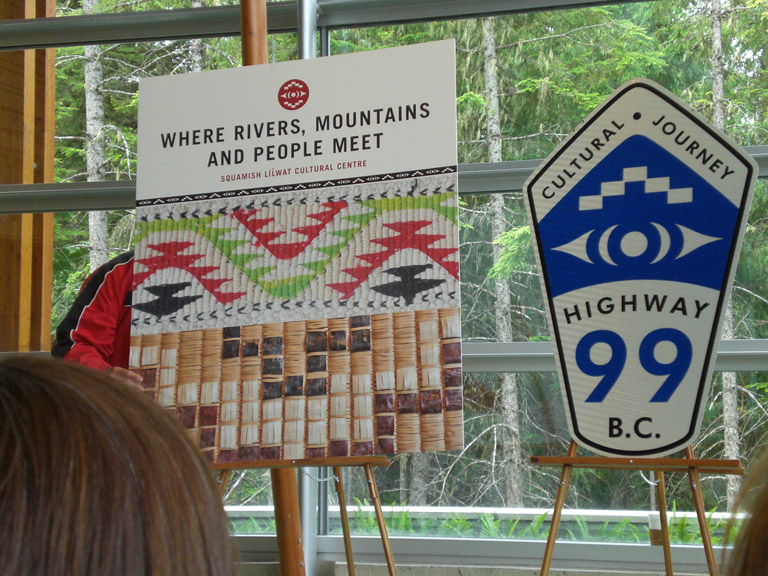 WHERE RIVERS, MOUNTAINS
AND PEOPLE MEET
SQUAMISH LIL̓WAT CULTURAL CENTRE
CULTURAL • JOURNEY
HIGHWAY
99
B.C.